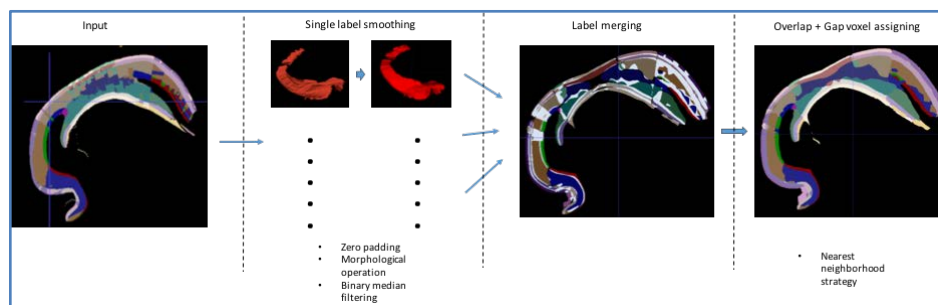 Input
Single label smoothing
Label merging
Overlap + Gap voxel assigning
• Zero padding
• Morphological
operation
• Binary median
filtering
• Nearest
neighborhood
strategy